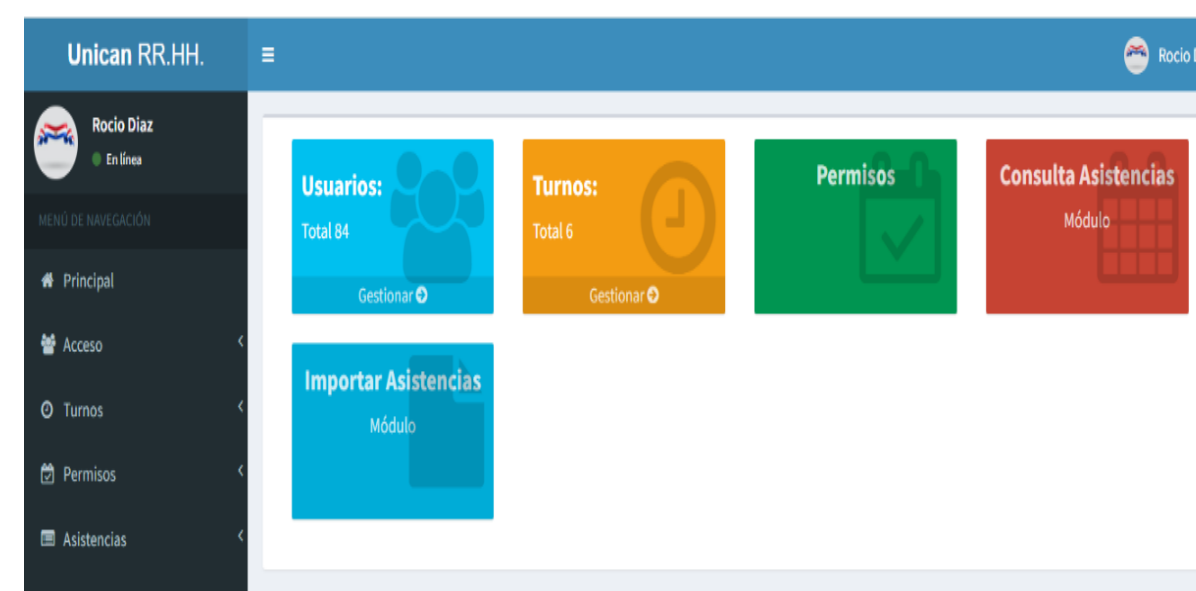 Unican RR.HH.
Rocio
Rocio Diaz
En línea
MENÚ DE NAVEGACIÓN
Principal
Acceso
Turnos
Permisos
Asistencias
Usuarios:
Total 84
Gestionar
Turnos:
Total 6
Gestionar
Permisos
Consulta Asistencias
Módulo
Importar Asistencias
Módulo